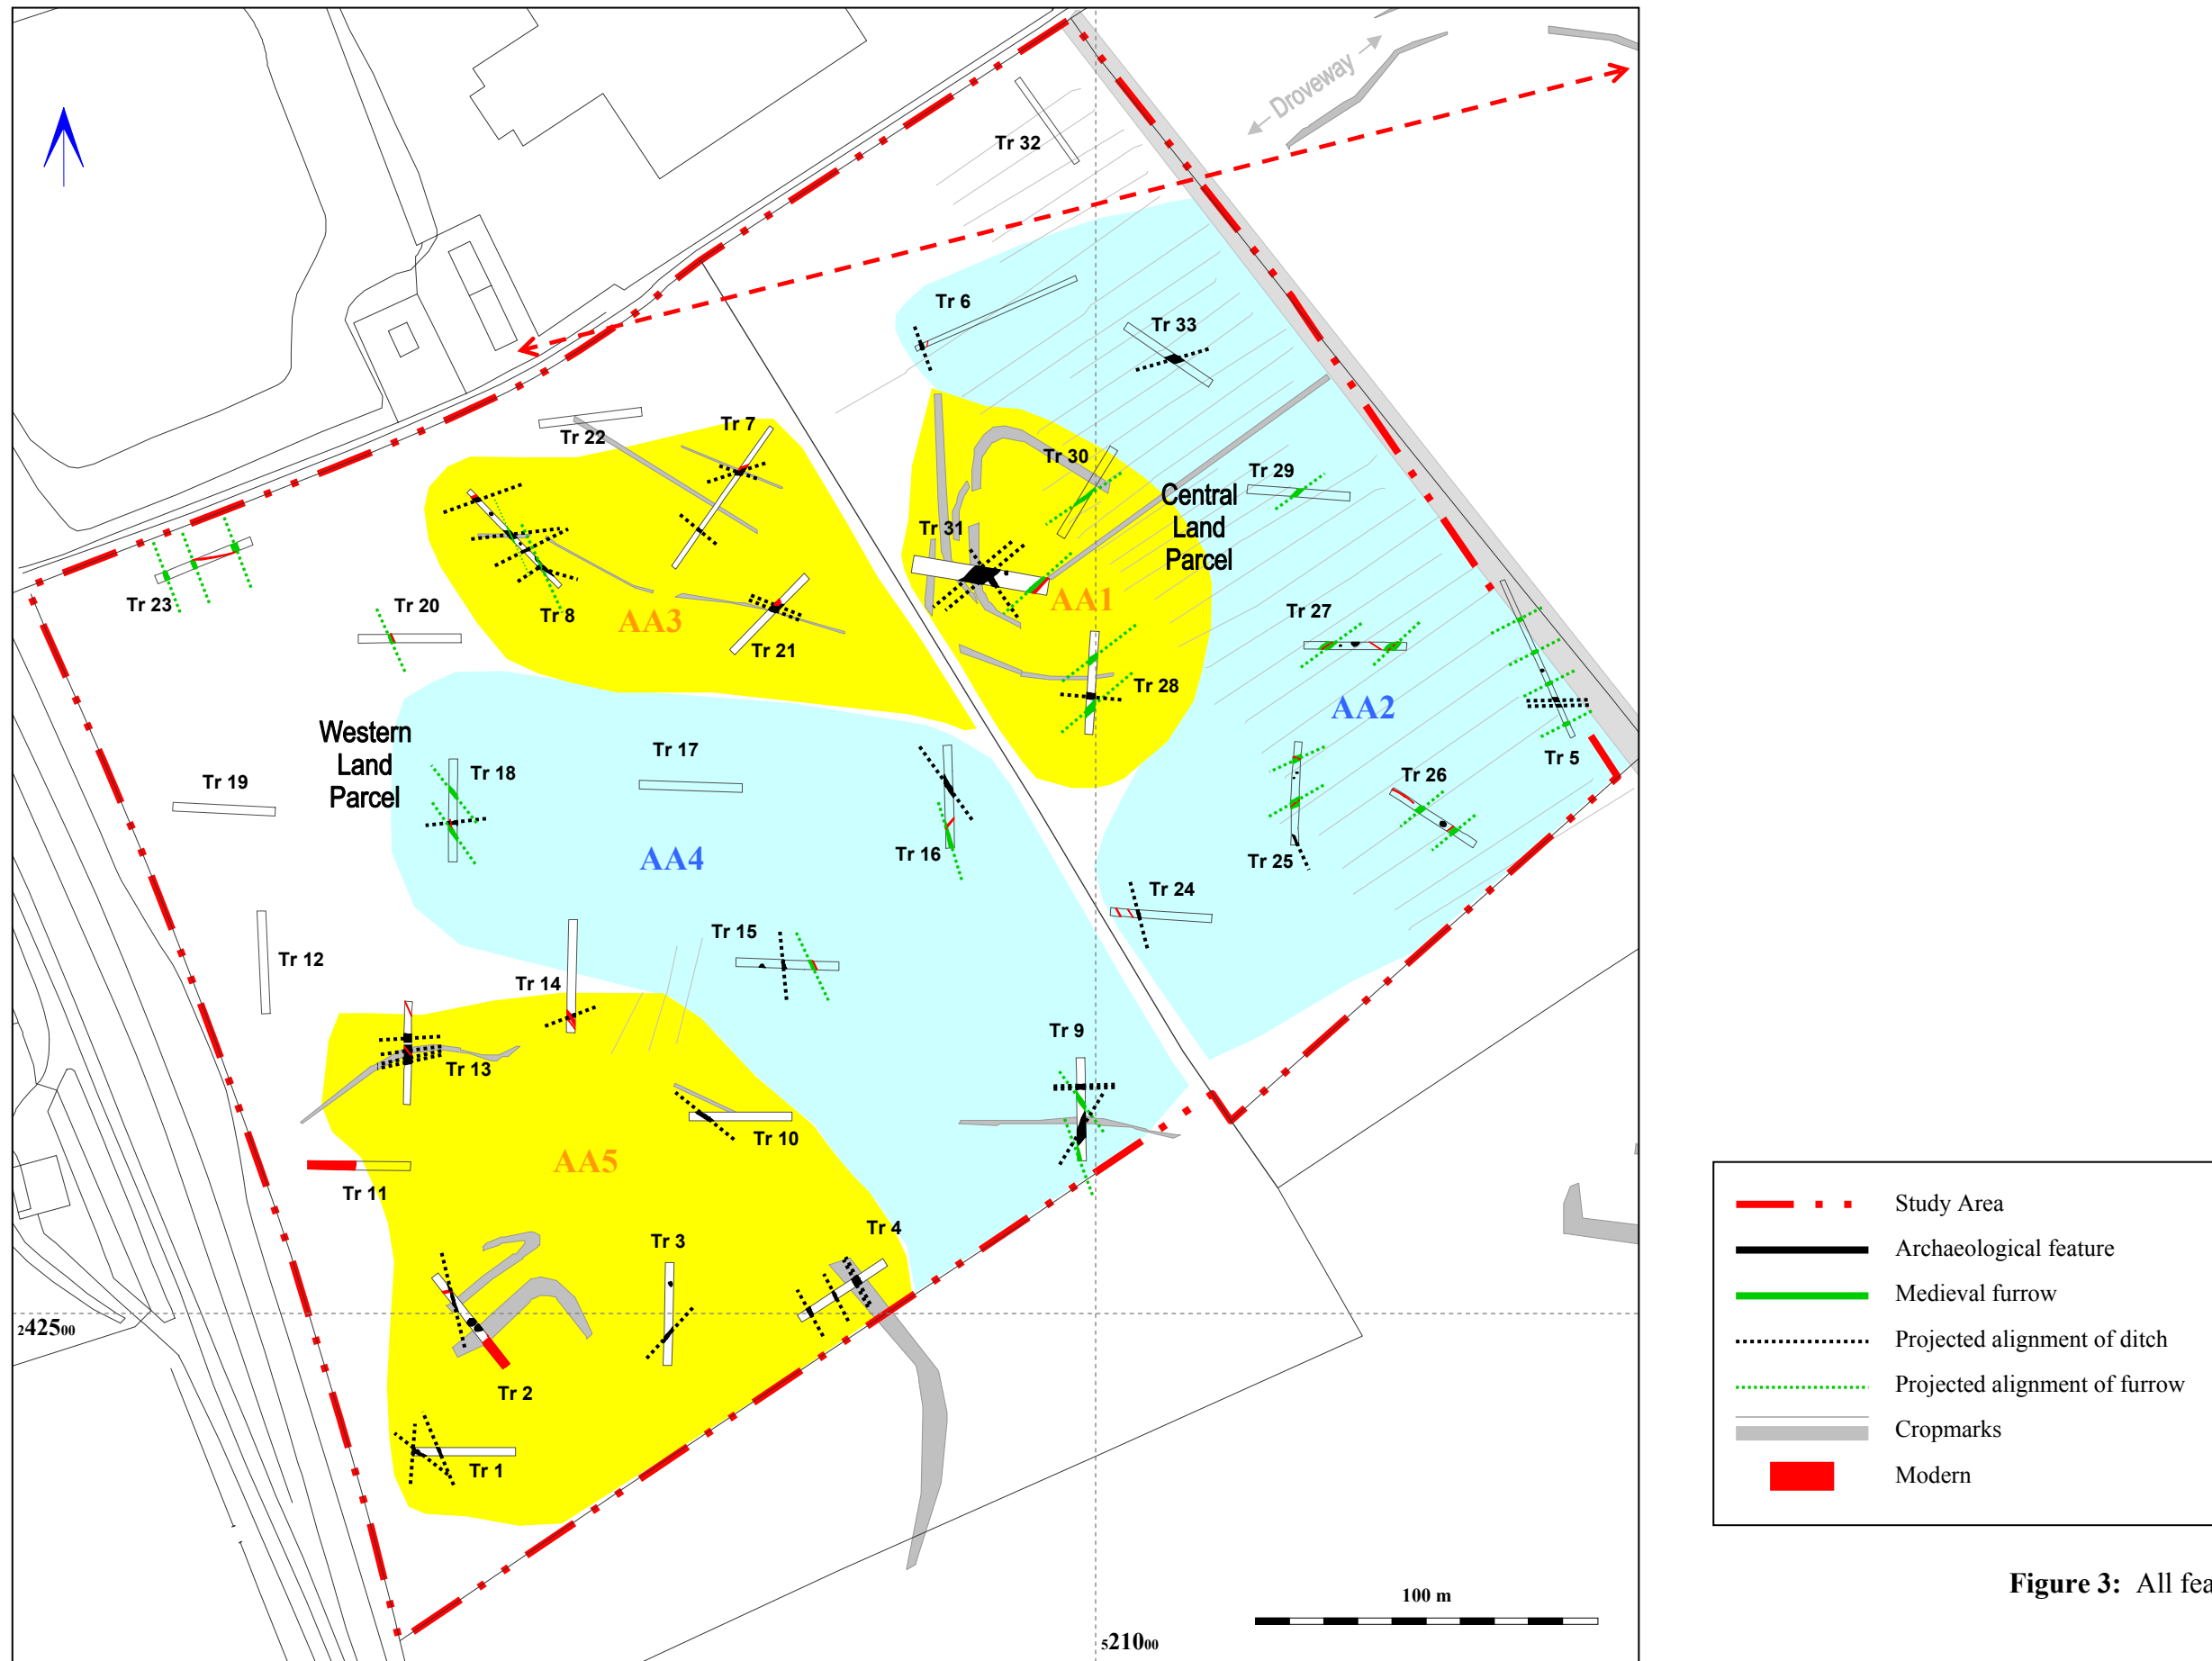 Droveway
Tr 32
Tr 6
Tr 33
Tr 22
Tr 7
Tr 30
Tr 29
Central
Land
Parcel
Tr 31
Tr 23
Tr 20
Tr 8
AA3
AA1
Tr 27
Tr 21
Tr 28
AA2
Western
Land
Parcel
Tr 19
Tr 18
Tr 17
Tr 5
Tr 26
Tr 16
AA4
Tr 25
Tr 24
Tr 15
Tr 12
Tr 14
Tr 9
Tr 13
Tr 10
AA5
Tr 11
Tr 3
Tr 4
242500
Tr 2
Tr 1
100 m
521000
Study Area
Archaeological feature
Medieval furrow
Projected alignment of ditch
Projected alignment of furrow
Cropmarks
Modern
Figure 3: All fea